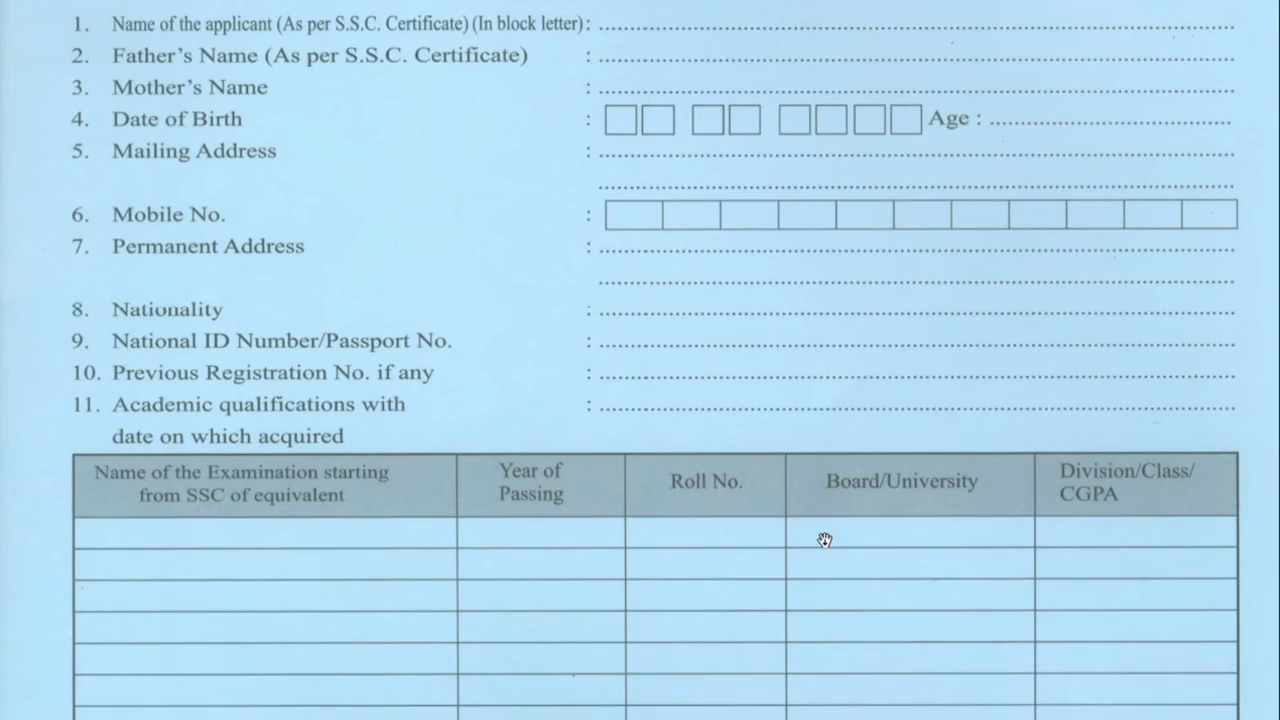 1. Name of the applicant (As per S.S.C. Certificate) (In block letter) :
2. Father's Name (As per S.S.C. Certificate) :
3. Mother's Name :
4. Date of Birth : Age :
5. Mailing Address :
6. Mobile No. :
7. Permanent Address :
8. Nationality :
9. National ID Number/Passport No. :
10. Previous Registration No. if any :
11. Academic qualifications with :
date on which acquired
Name of the Examination starting
from SSC of equivalent
Year of
Passing
Roll No.
Board/University
Division/Class/
CGPA